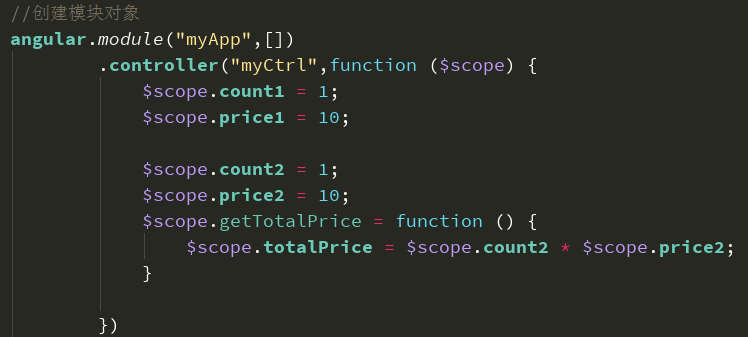 //创建模块对象
angular.module("myApp",[])
.controller("myCtrl",function ($scope) {
$scope.count1 = 1;
$scope.price1 = 10;
$scope.count2 = 1;
$scope.price2 = 10;
$scope.getTotalPrice = function () {
$scope.totalPrice = $scope.count2 * $scope.price2;
}
})